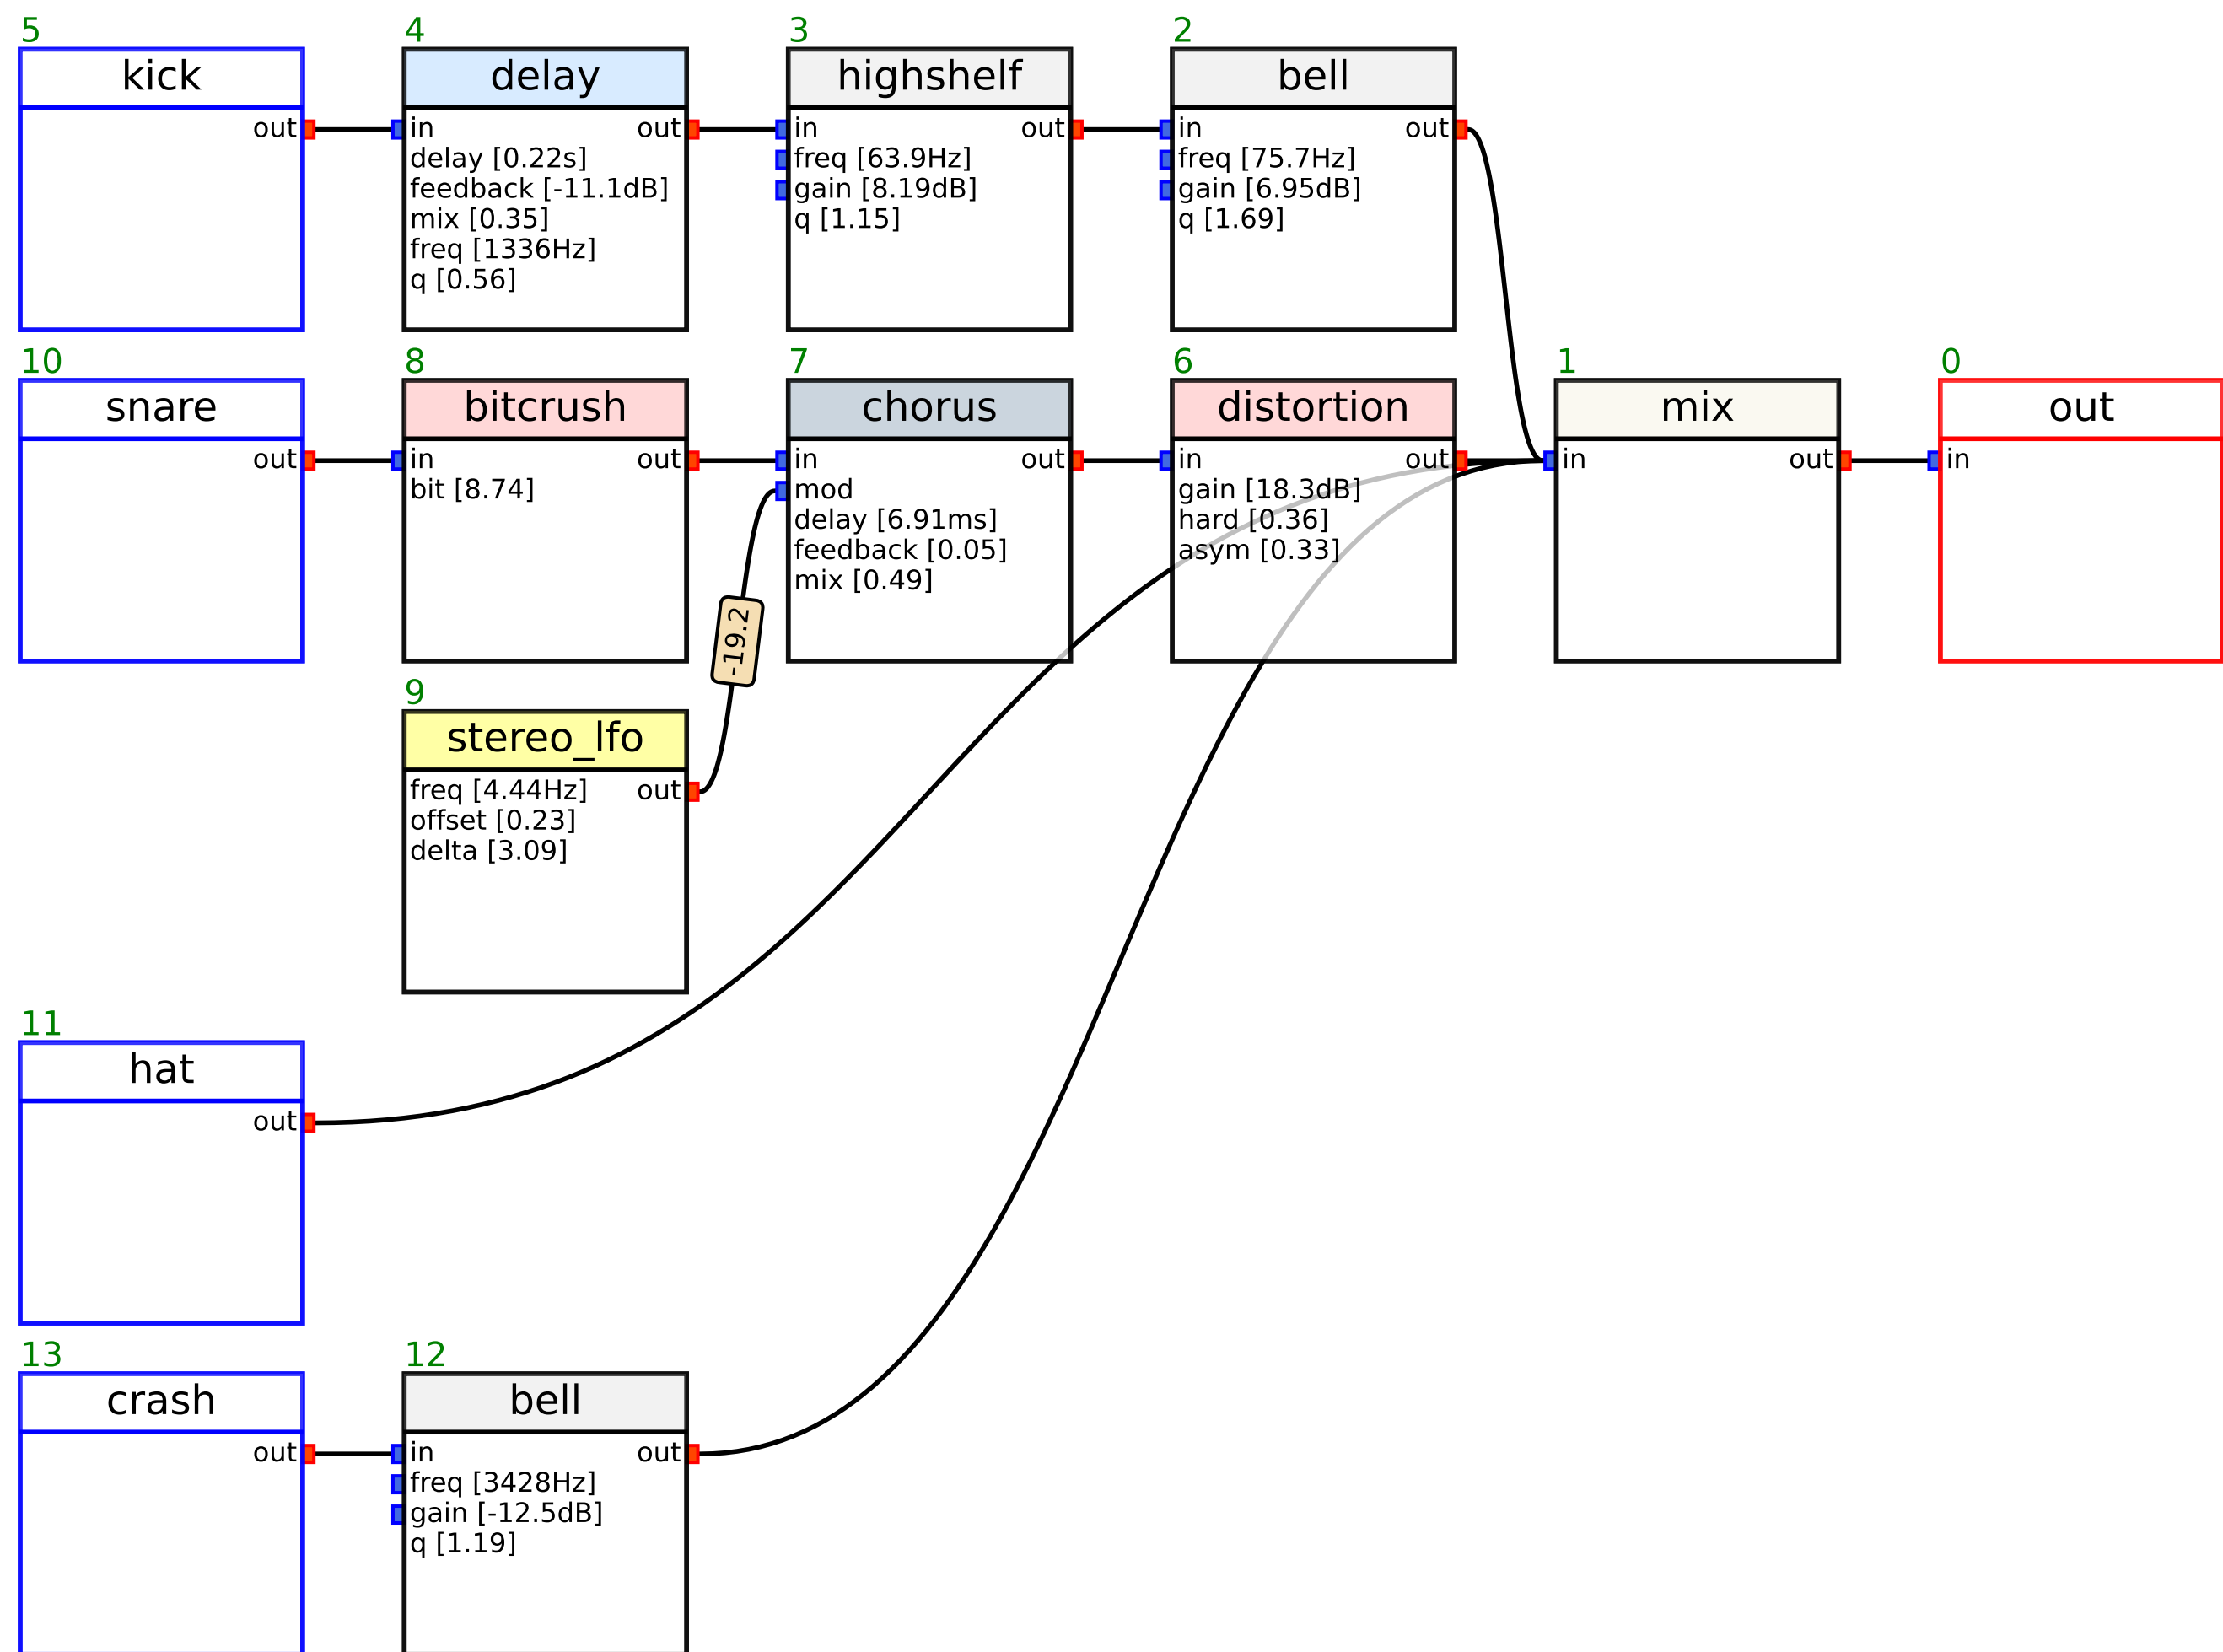 5
kick
out
4
delay
in out
delay [0.22s]
feedback [-11.1dB]
mix [0.35]
freq [1336Hz]
q [0.56]
3
highshelf
in out
freq [63.9Hz]
gain [8.19dB]
q [1.15]
2
bell
in out
freq [75.7Hz]
gain [6.95dB]
q [1.69]
10
snare
out
8
bitcrush
in out
bit [8.74]
7
chorus
in out
mod
delay [6.91ms]
feedback [0.05]
mix [0.49]
6
distortion
in out
gain [18.3dB]
hard [0.36]
asym [0.33]
1
mix
in out
0
out
in
-19.2
9
stereo_lfo
freq [4.44Hz] out
offset [0.23]
delta [3.09]
11
hat
out
13
crash
out
12
bell
in out
freq [3428Hz]
gain [-12.5dB]
q [1.19]